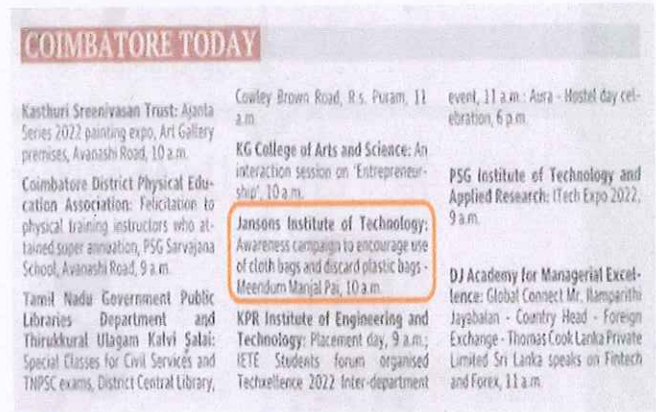 COIMBATORE TODAY
Kasthuri Sreenivasan Trust: Ajanta
Series 2022 painting expo, Art Gallery
premises, Avanashi Road, 10 a.m.
Coimbatore District Physical Edu-
cation Association: Felicitation to
physical training instructors who at-
tained super annuation, PSG Sarvajana
School, Avanashi Road, 9 a.m.
Tamil Nadu Government Public
Libraries Department and
Thirukkural Ulagam Kalvi Salai:
Special Classes for Civil Services and
TNPSC exams, District Central Library,
Cowley Brown Road, R.s. Puram, 11
a.m.
KG College of Arts and Science: An
interaction session on 'Entrepreneur-
ship', 10 a.m.
Jansons Institute of Technology:
Awareness campaign to encourage use
of cloth bags and discard plastic bags -
Meendum Manjal Pai, 10 a.m.
KPR Institute of Engineering and
Technology: Placement day, 9 a.m.;
IETE Students forum organised
Techxellence 2022 Inter-department
event, 11 a.m.: Aura - Hostel day cel-
ebration, 6 p.m.
PSG Institute of Technology and
Applied Research: ITech Expo 2022,
9 a.m.
DJ Academy for Managerial Excel-
lence: Global Connect Mr. Ilamparithi
Jayabalan - Country Head - Foreign
Exchange - Thomas Cook Lanka Private
Limited Sri Lanka speaks on Fintech
and Forex, 11 a.m.